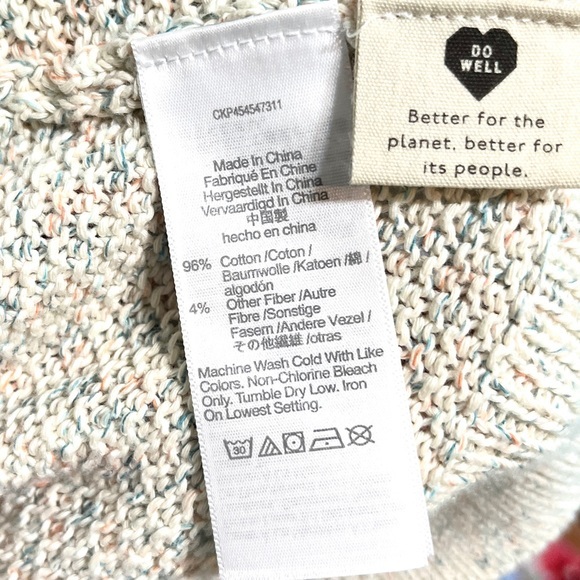 CKP454547311
Made In China
Fabriqué En Chine
Hergestellt In China
Vervaardigd In China
中国製
hecho en china
96% Cotton /Coton/
Baumwolle /Katoen /綿 /
algodón
4% Other Fiber /Autre
Fibre /Sonstige
Fasern /Andere Vezel /
その他繊維 /otras
Machine Wash Cold With Like
Colors. Non-Chlorine Bleach
Only. Tumble Dry Low. Iron
On Lowest Setting.
30
DO
WELL
Better for the
planet, better for
its people.